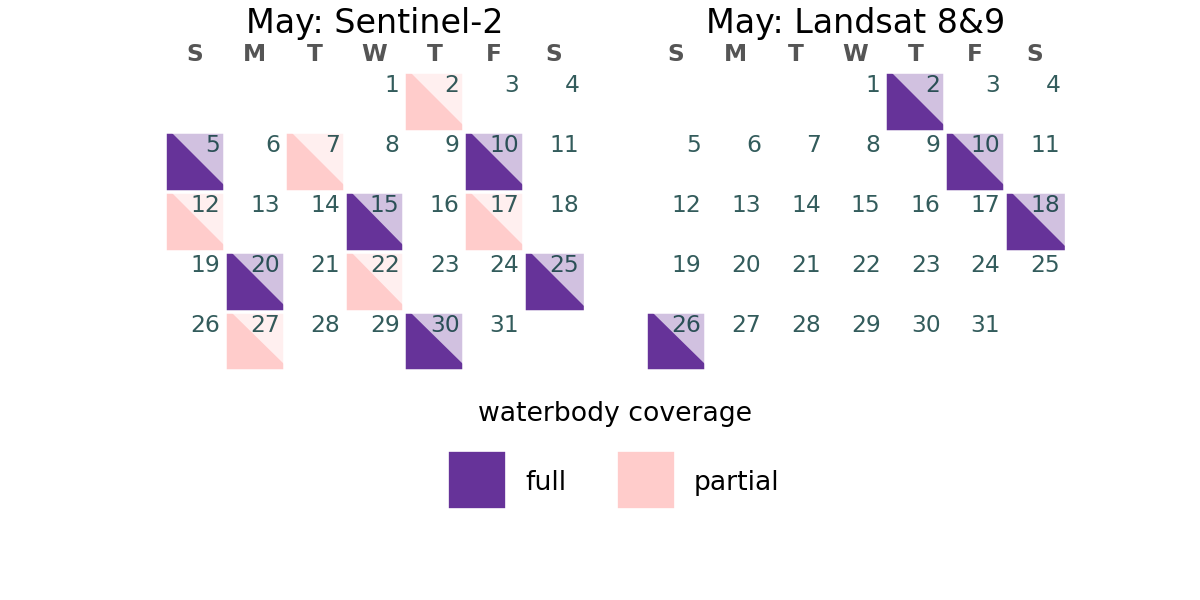 May: Sentinel-2
S M T W T F S
1 2 3 4
5 6 7 8 9 10 11
12 13 14 15 16 17 18
19 20 21 22 23 24 25
26 27 28 29 30 31
May: Landsat 8&9
S M T W T F S
1 2 3 4
5 6 7 8 9 10 11
12 13 14 15 16 17 18
19 20 21 22 23 24 25
26 27 28 29 30 31
waterbody coverage
full partial